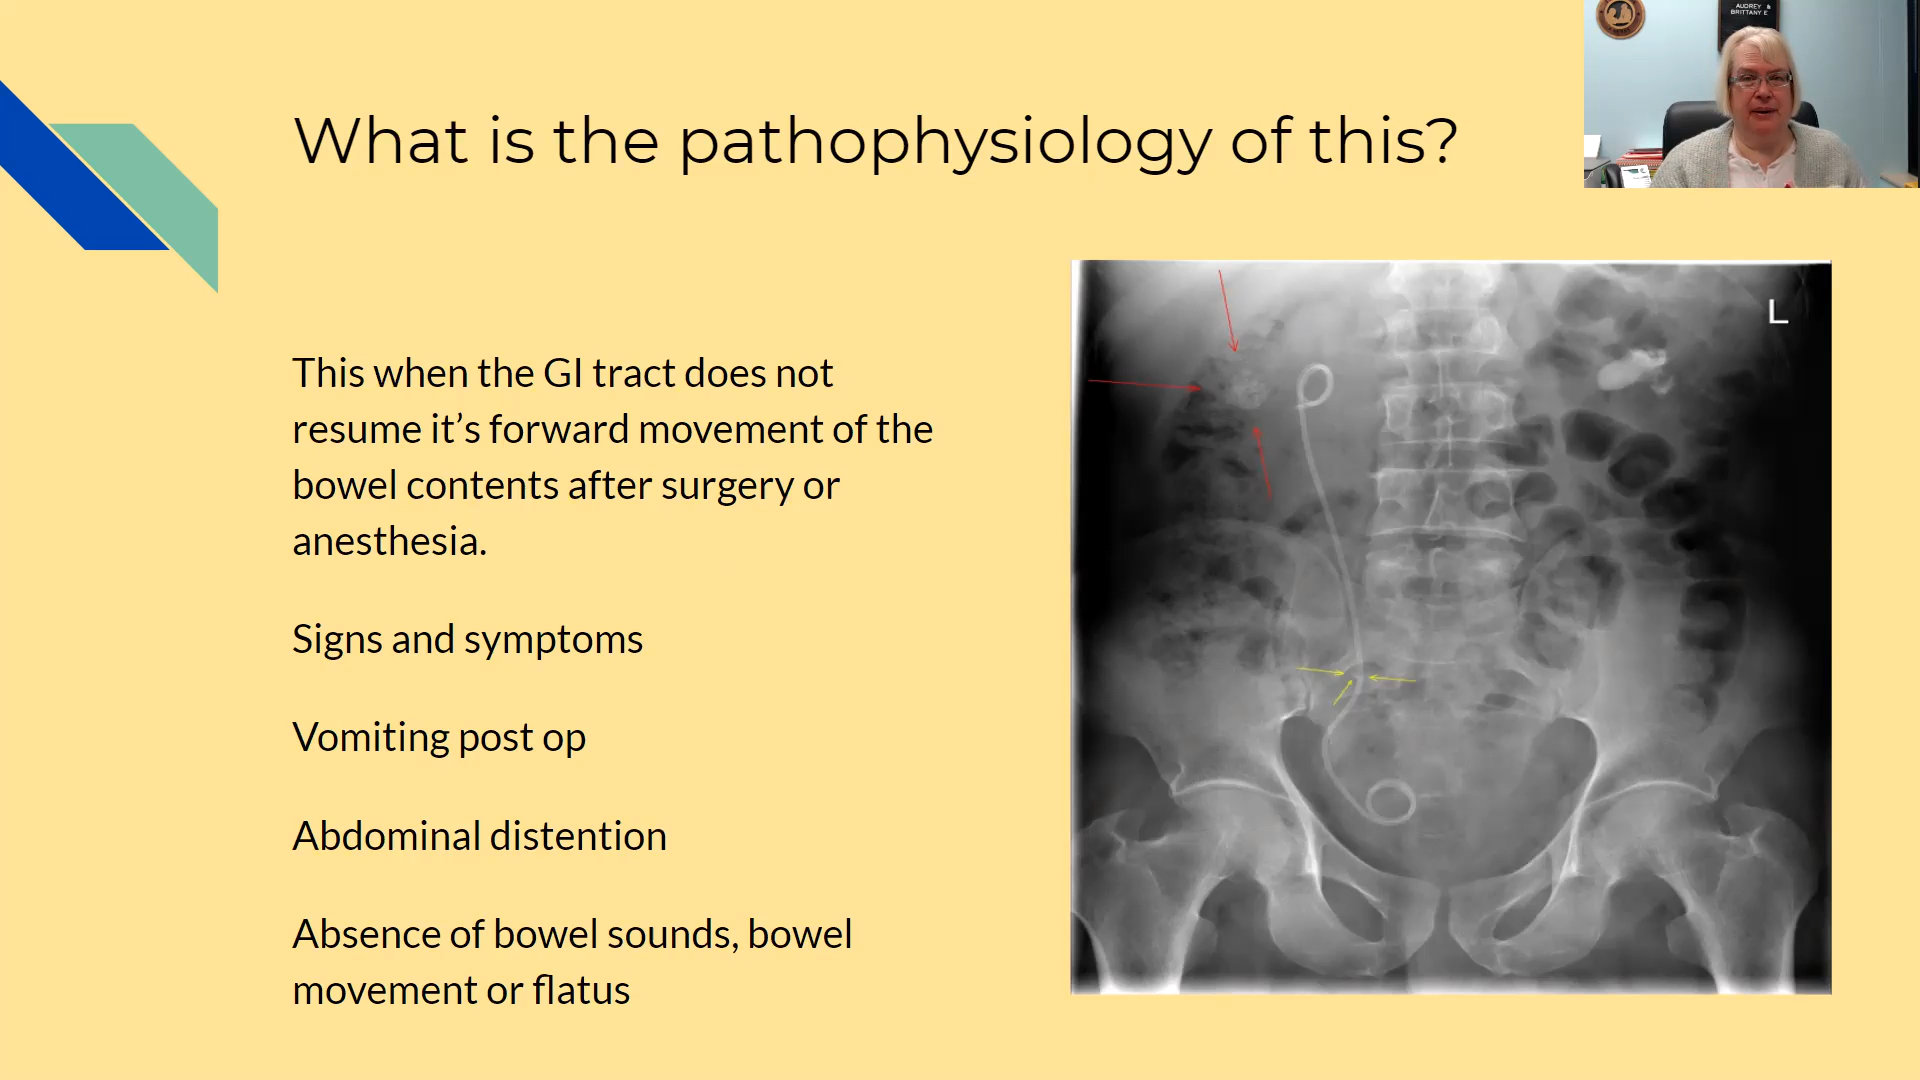 AUDREY &
BRITTANY E
What is the pathophysiology of this?
This when the GI tract does not
resume it’s forward movement of the
bowel contents after surgery or
anesthesia.
Signs and symptoms
Vomiting post op
Abdominal distention
Absence of bowel sounds, bowel
movement or flatus
L